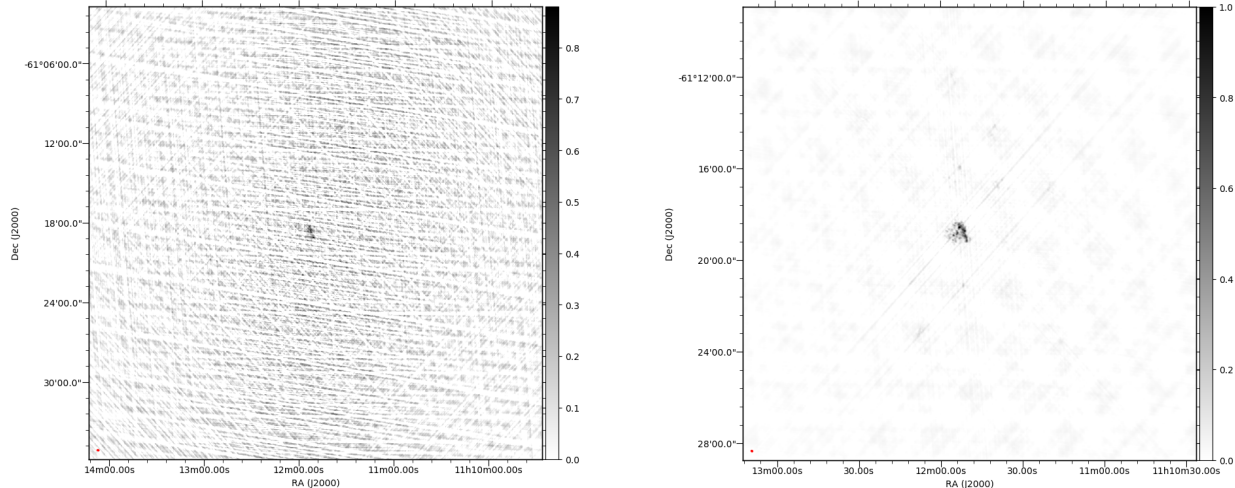 -61°06'00.0"
12'00.0"
18'00.0"
24'00.0"
30'00.0"
Dec (J2000)
14m00.00s
13m00.00s
12m00.00s
11m00.00s
11h10m00.00s
RA (J2000)
0.8
0.7
0.6
0.5
0.4
0.3
0.2
0.1
0.0
-61°12'00.0"
16'00.0"
20'00.0"
24'00.0"
28'00.0"
Dec (J2000)
13m00.00s
30.00s
12m00.00s
30.00s
11m00.00s
11h10m30.00s
RA (J2000)
1.0
0.8
0.6
0.4
0.2
0.0